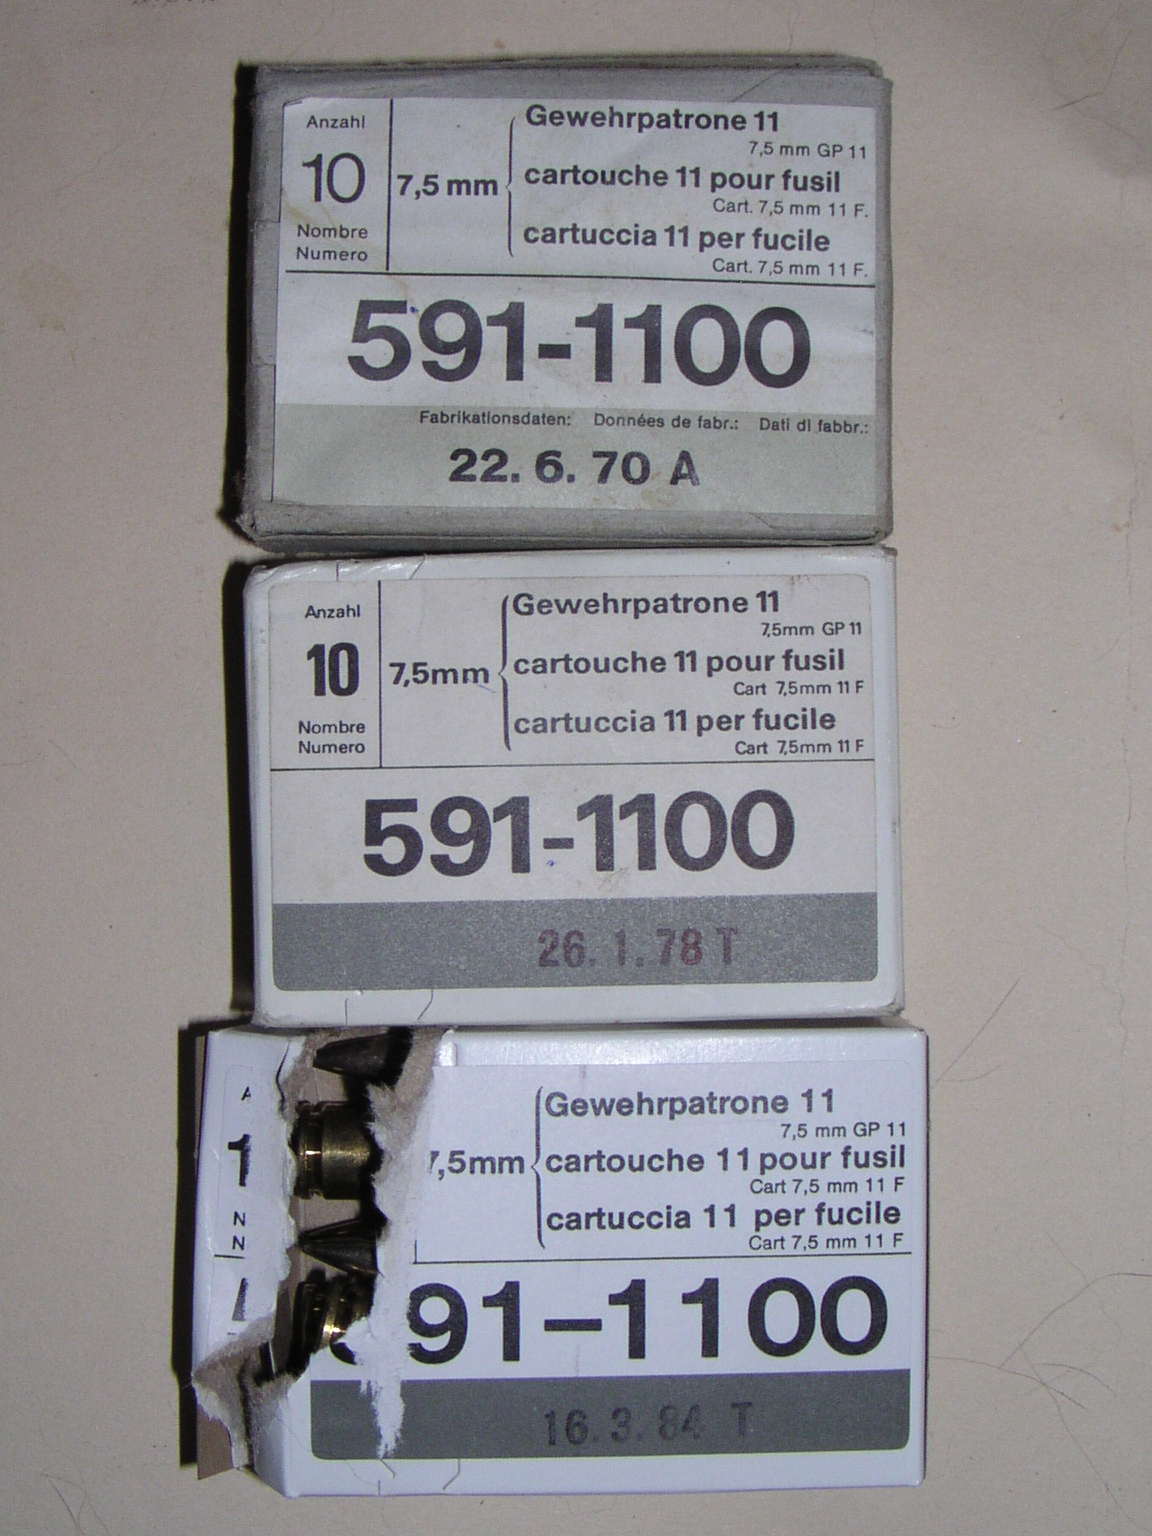 Anzahl
10
Nombre
Numero
7,5 mm
Gewehrpatrone 11
7,5 mm GP 11
cartouche 11 pour fusil
Cart. 7,5 mm 11 F.
cartuccia 11 per fucile
Cart. 7,5 mm 11 F.
591-1100
Fabrikationsdaten: Données de fabr.: Dati di fabbr.:
22. 6. 70 A
Anzahl
10
Nombre
Numero
7,5mm
Gewehrpatrone 11
7,5mm GP 11
cartouche 11 pour fusil
Cart 7,5mm 11 F
cartuccia 11 per fucile
Cart 7,5mm 11 F
591-1100
26. 1. 78 T
A
1
N
N
7,5mm
Gewehrpatrone 11
7,5 mm GP 11
cartouche 11 pour fusil
Cart 7,5 mm 11 F
cartuccia 11 per fucile
Cart 7,5 mm 11 F
91-1100
16. 3. 84 T